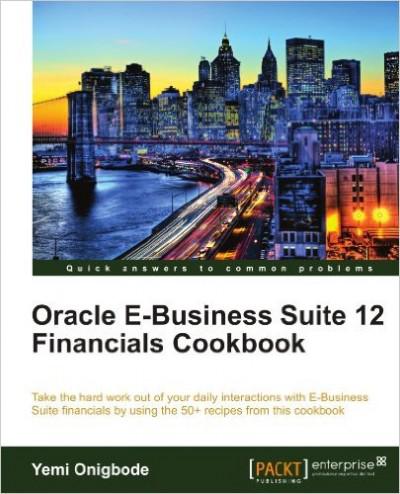 Quick answers to common problems
Oracle E-Business Suite 12
Financials Cookbook
Take the hard work out of your daily interactions with E-Business
Suite financials by using the 50+ recipes from this cookbook
Yemi Onigbode
[PACKT] enterprise
PUBLISHING